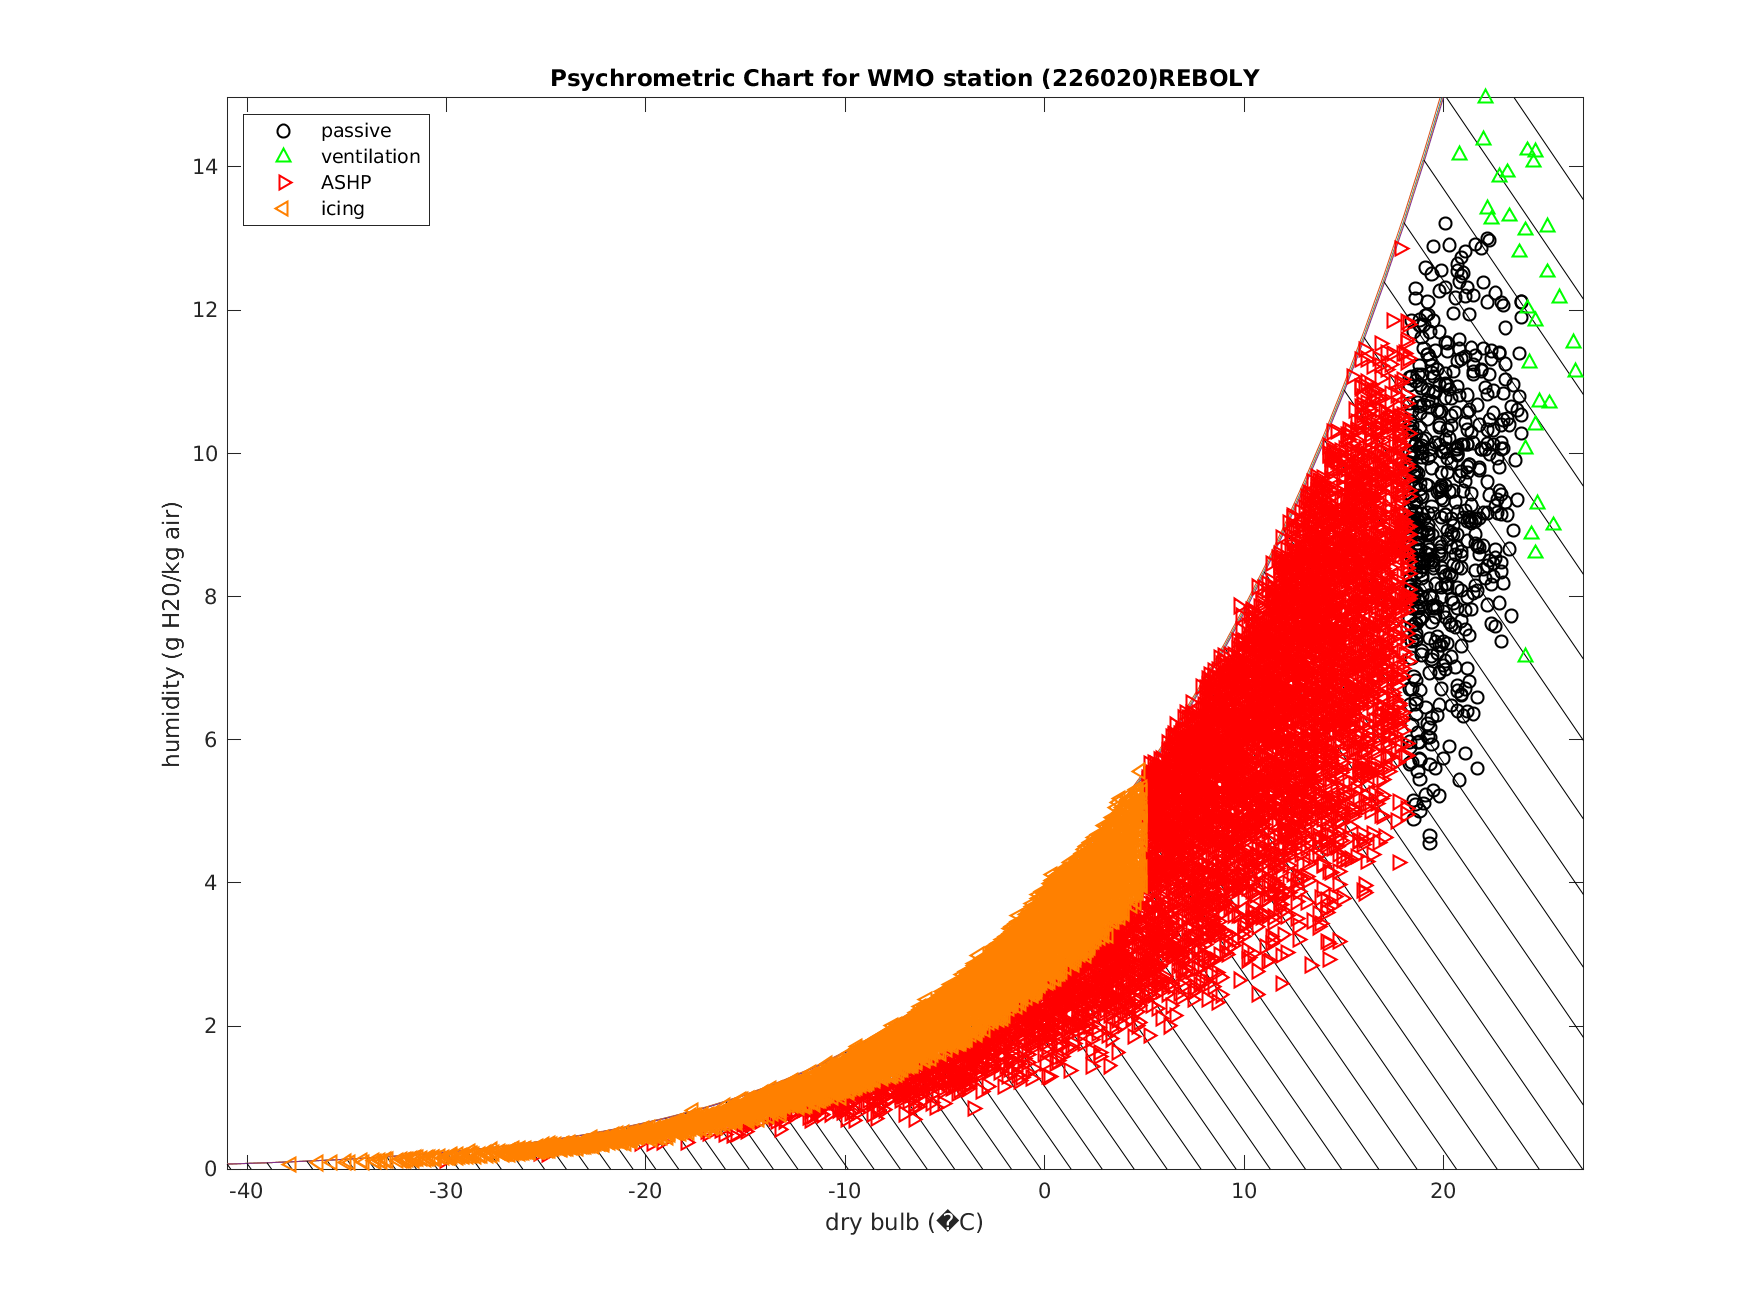 Psychrometric Chart for WMO station (226020)REBOLY
passive
ventilation
ASHP
icing
humidity (g H20/kg air)
14
12
10
8
6
4
2
0
-40 -30 -20 -10 0 10 20
dry bulb (�C)